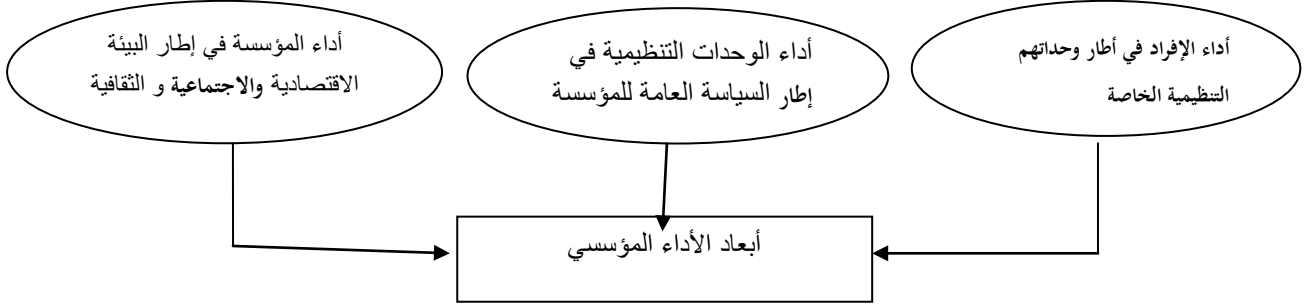 أداء الإفراد في أطار وحداتهم
التنظيمية الخاصة
أداء الوحدات التنظيمية في
إطار السياسة العامة للمؤسسة
أداء المؤسسة في إطار البيئة
الاقتصادية والاجتماعية و الثقافية
أبعاد الأداء المؤسسي